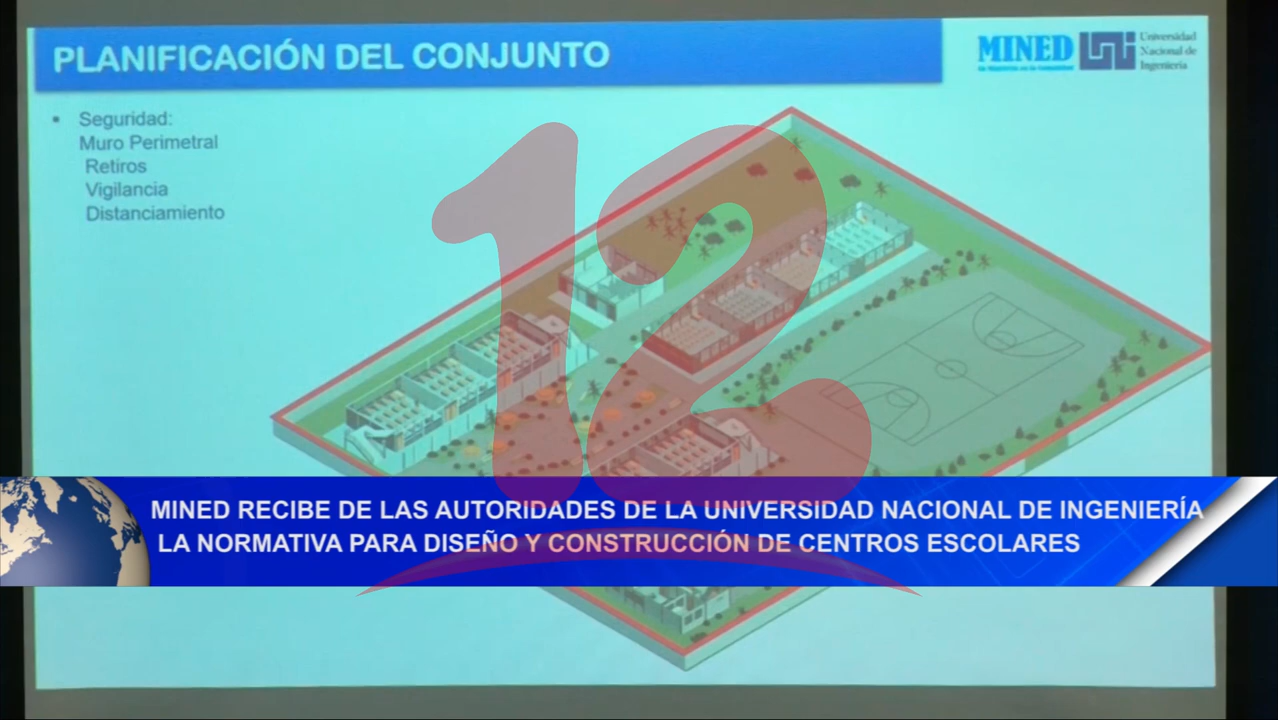 PLANIFICACIÓN DEL CONJUNTO
MINED
Universidad
Nacional de
Ingeniería
▪ Seguridad:
Muro Perimetral
Retiros
Vigilancia
Distanciamiento
12
MINED RECIBE DE LAS AUTORIDADES DE LA UNIVERSIDAD NACIONAL DE INGENIERÍA
LA NORMATIVA PARA DISEÑO Y CONSTRUCCIÓN DE CENTROS ESCOLARES